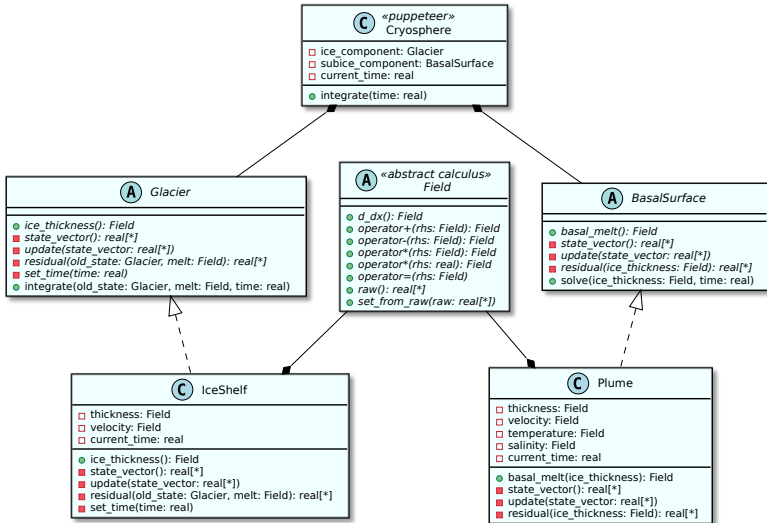 C
«puppeteer»
Cryosphere
ice_component: Glacier
subice_component: BasalSurface
current_time: real
integrate(time: real)
A Glacier
ice_thickness(): Field
state_vector(): real[*]
update(state_vector: real[*])
residual(old_state: Glacier, melt: Field): real[*]
set_time(time: real)
integrate(old_state: Glacier, melt: Field, time: real)
A
«abstract calculus»
Field
d_dx(): Field
operator+(rhs: Field): Field
operator-(rhs: Field): Field
operator*(rhs: Field): Field
operator*(rhs: real): Field
operator=(rhs: Field)
raw(): real[*]
set_from_raw(raw: real[*])
A BasalSurface
basal_melt(): Field
state_vector(): real[*]
update(state_vector: real[*])
residual(ice_thickness: Field): real[*]
solve(ice_thickness: Field, time: real)
C IceShelf
thickness: Field
velocity: Field
current_time: real
ice_thickness(): Field
state_vector(): real[*]
update(state_vector: real[*])
residual(old_state: Glacier, melt: Field): real[*]
set_time(time: real)
C Plume
thickness: Field
velocity: Field
temperature: Field
salinity: Field
current_time: real
basal_melt(ice_thickness): Field
state_vector(): real[*]
update(state_vector: real[*])
residual(ice_thickness: Field): real[*]